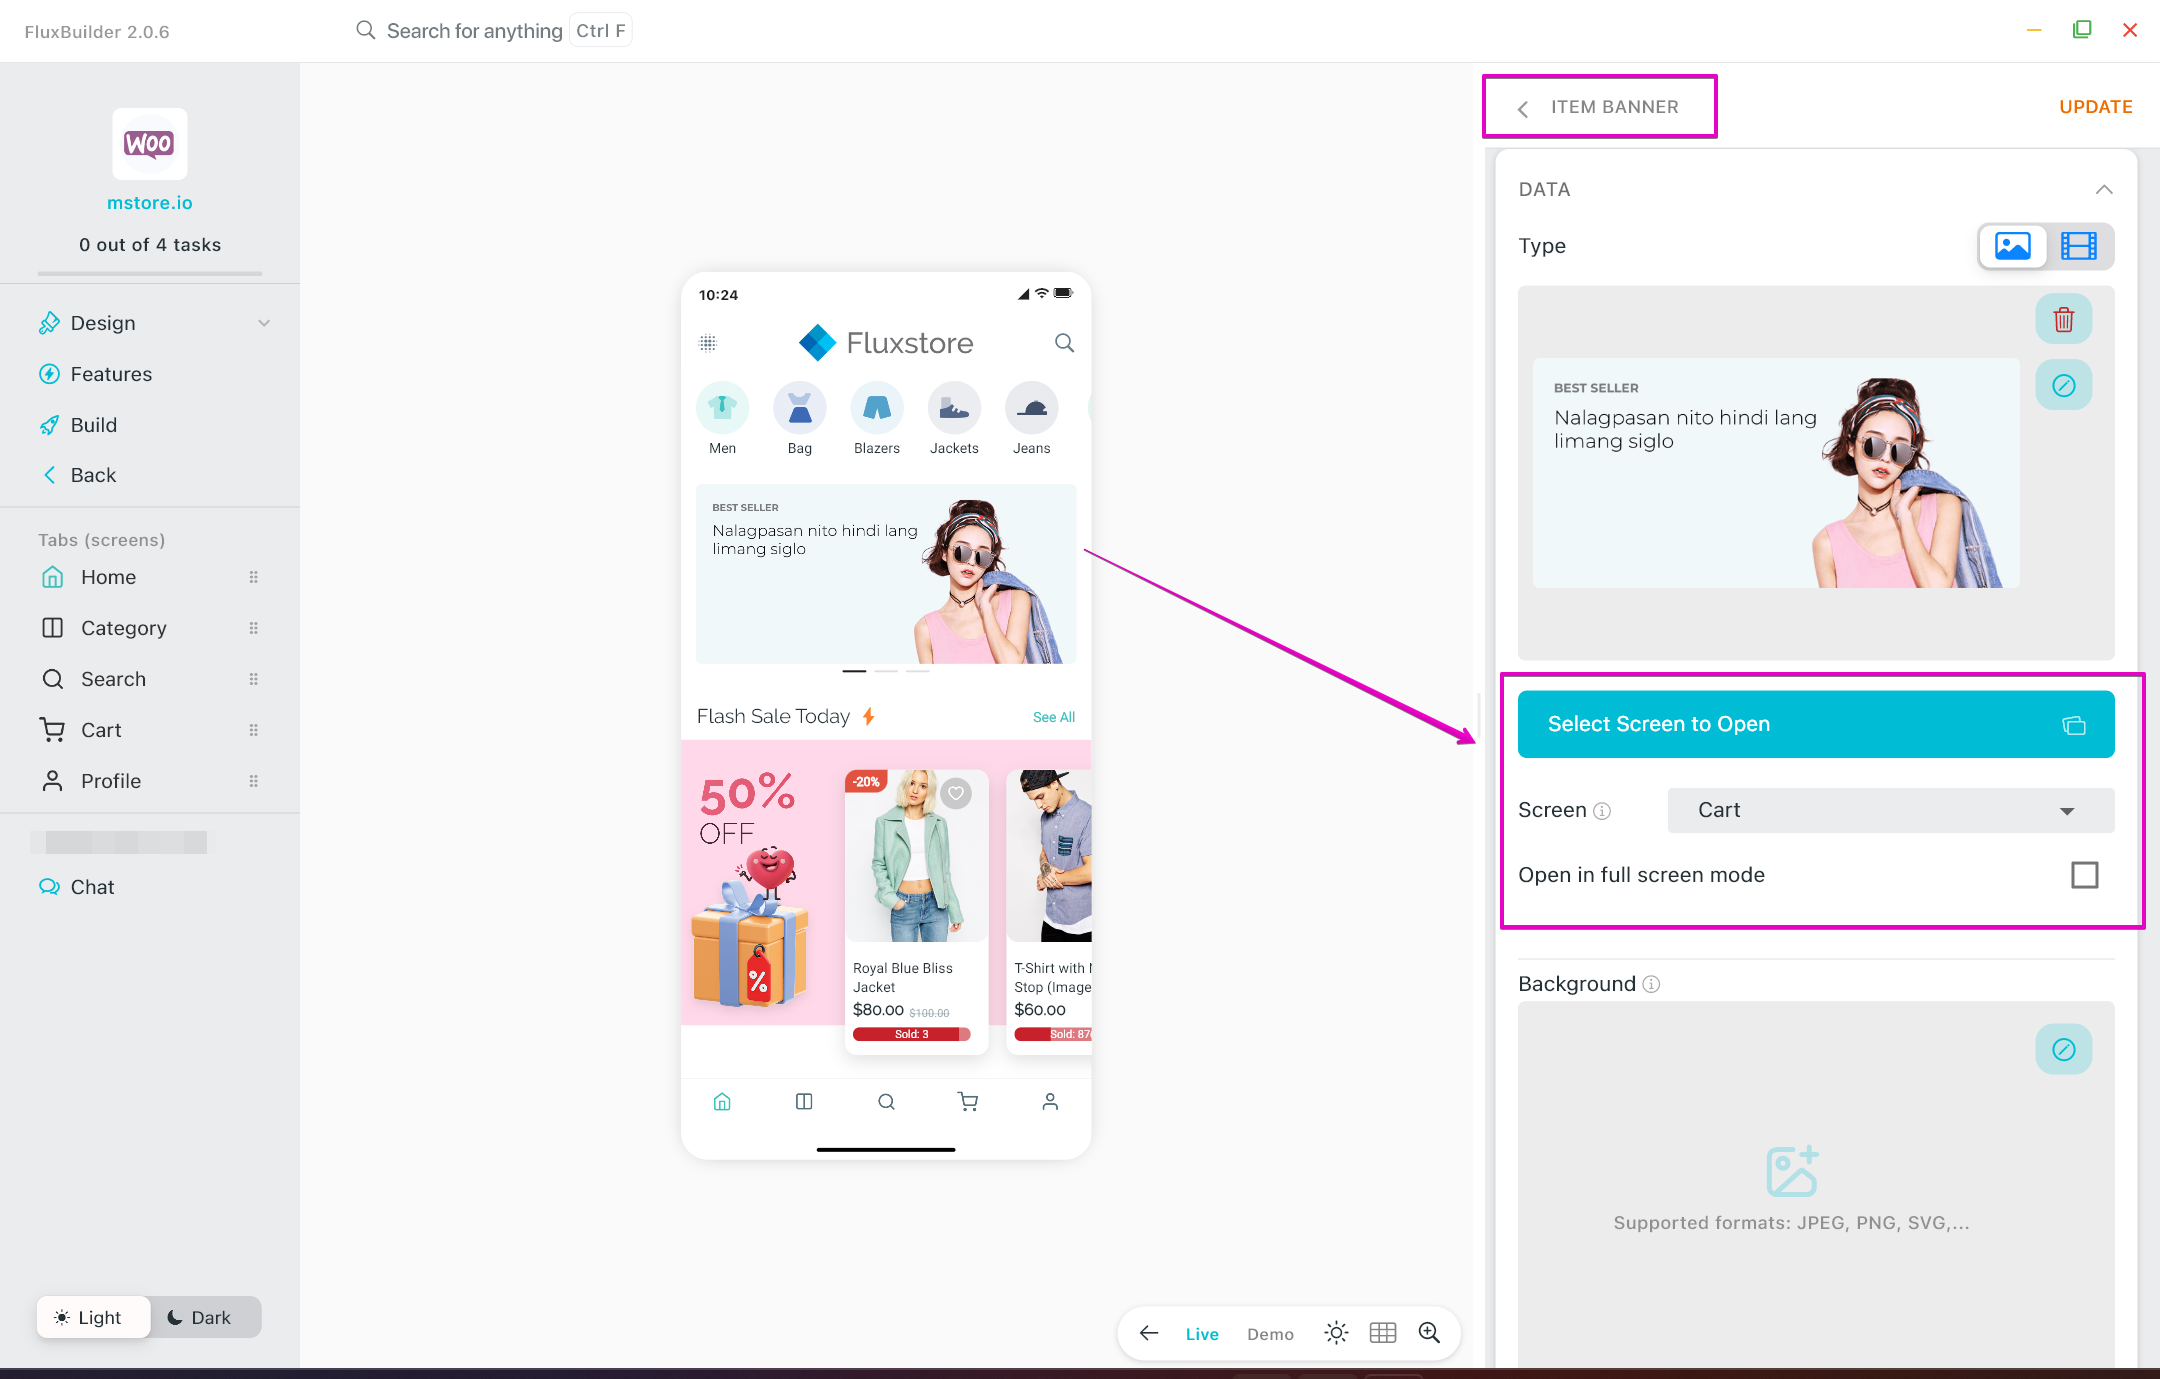 FluxBuilder 2.0.6
Search for anything
Ctrl F
WOO
mstore.io
0 out of 4 tasks
Design
Features
Build
Back
Tabs (screens)
Home
Category
Search
Cart
Profile
Chat
Light
Dark
10:24
Fluxstore
Men
Bag
Blazers
Jackets
Jeans
BEST SELLER
Nalagpasan nito hindi lang
limang siglo
Flash Sale Today
See All
50%
OFF
%
-20%
Royal Blue Bliss
Jacket
$80.00 $100.00
Sold: 3
T-Shirt with
Stop (Image
$60.00
Sold: 87
Live
Demo
ITEM BANNER
UPDATE
DATA
Type
BEST SELLER
Nalagpasan nito hindi lang
limang siglo
Select Screen to Open
Screen
Cart
Open in full screen mode
Background
Supported formats: JPEG, PNG, SVG,...